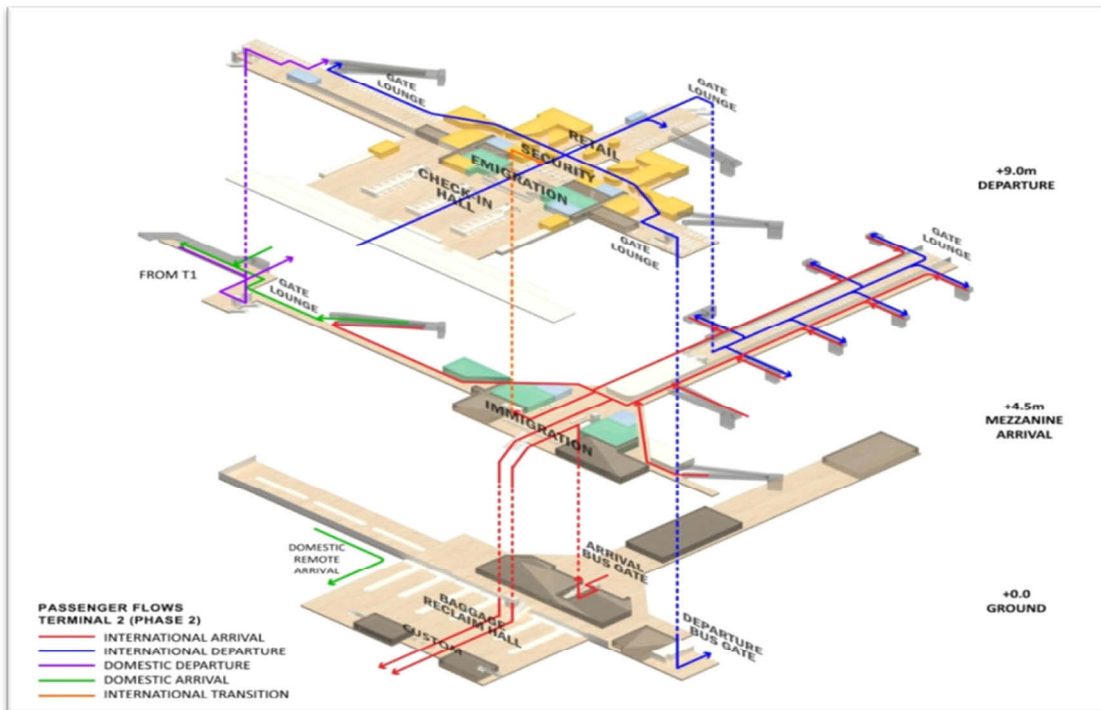 GATE
LOUNGE
GATE
LOUNGE
RETAIL
SECURITY
EMIGRATION
CHECK-IN
HALL
+9.0m
DEPARTURE
GATE
LOUNGE
GATE
LOUNGE
FROM T1
GATE
LOUNGE
IMMIGRATION
+4.5m
MEZZANINE
ARRIVAL
DOMESTIC
REMOTE
ARRIVAL
ARRIVAL
BUS GATE
BAGGAGE
RECLAIM HALL
CUSTOM
DEPARTURE
BUS GATE
+0.0
GROUND
PASSENGER FLOWS
TERMINAL 2 (PHASE 2)
INTERNATIONAL ARRIVAL
INTERNATIONAL DEPARTURE
DOMESTIC DEPARTURE
DOMESTIC ARRIVAL
INTERNATIONAL TRANSITION